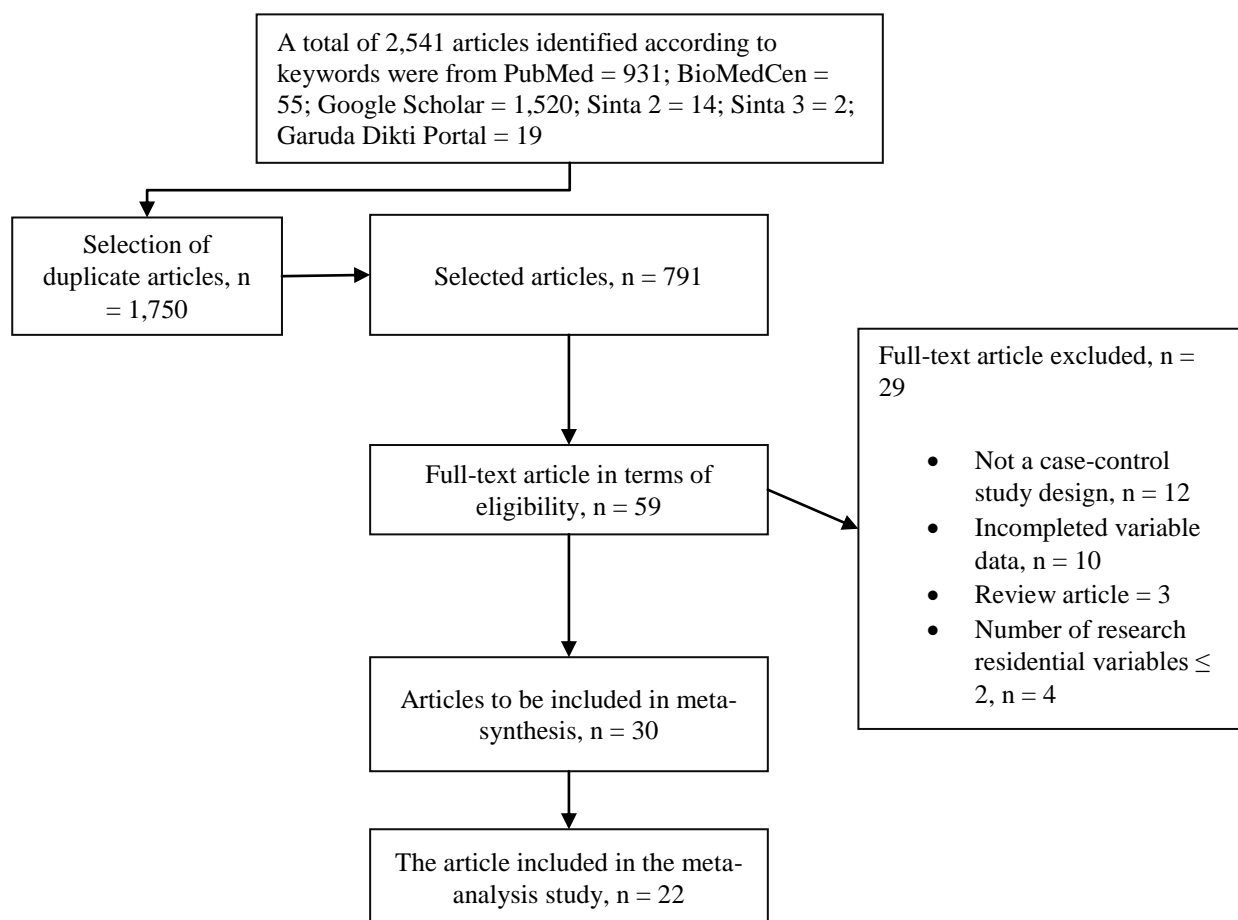 A total of 2,541 articles identified according to
keywords were from PubMed = 931; BioMedCen =
55; Google Scholar = 1,520; Sinta 2 = 14; Sinta 3 = 2;
Garuda Dikti Portal = 19
Selection of
duplicate articles, n
= 1,750
Selected articles, n = 791
Full-text article excluded, n =
29
• Not a case-control
study design, n = 12
• Incompleted variable
data, n = 10
• Review article = 3
• Number of research
residential variables ≤
2, n = 4
Full-text article in terms of
eligibility, n = 59
Articles to be included in meta-
synthesis, n = 30
The article included in the meta-
analysis study, n = 22